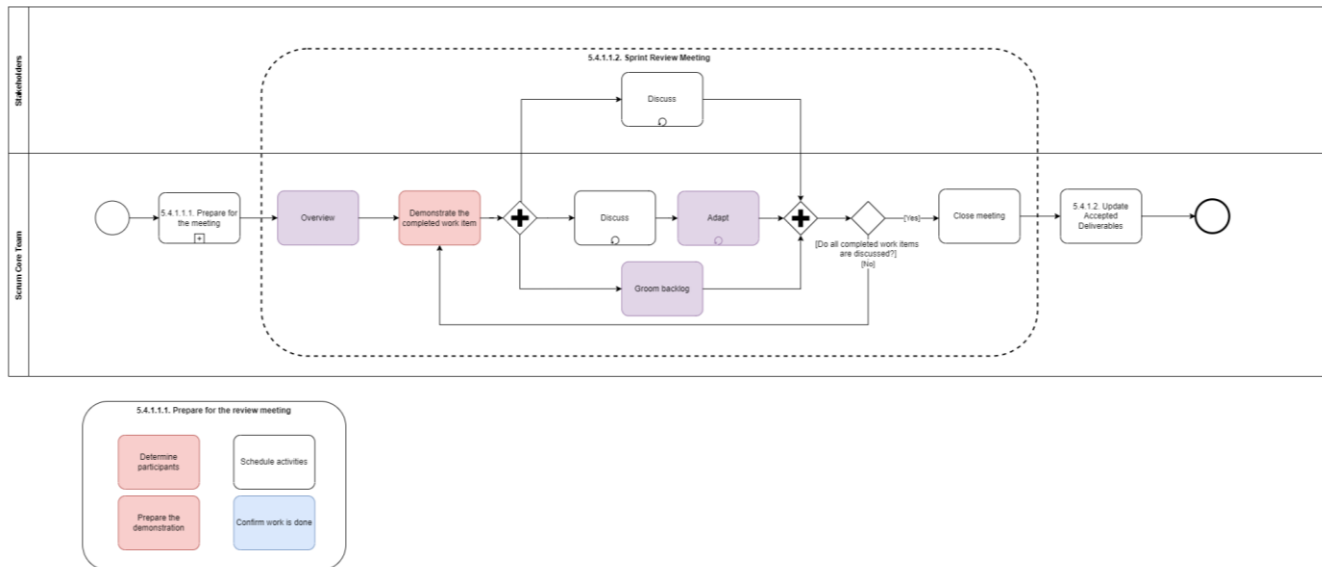 Stakeholders
5.4.1.1.2. Sprint Review Meeting
Discuss
Scrum Core Team
5.4.1.1.1. Prepare for
the meeting
Overview
Demonstrate the
completed work item
Discuss
Adapt
Groom backlog
[Do all completed work items
are discussed?]
[No]
[Yes]
Close meeting
5.4.1.2. Update
Accepted
Deliverables
5.4.1.1.1. Prepare for the review meeting
Determine
participants
Schedule activities
Prepare the
demonstration
Confirm work is done